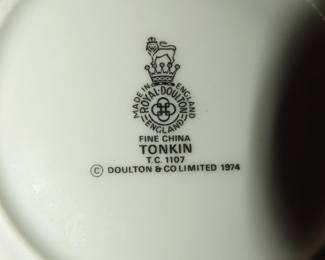 MADE IN ENGLAND
ROYAL·DOULTON
ENGLAND
FINE CHINA
TONKIN
T.C. 1107
© DOULTON & CO LIMITED 1974